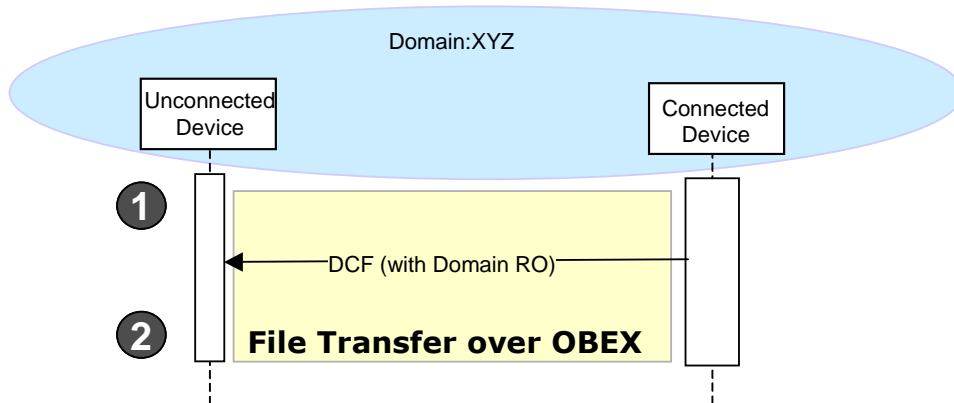 Domain:XYZ
Unconnected
Device
Connected
Device
1
DCF (with Domain RO)
2
File Transfer over OBEX